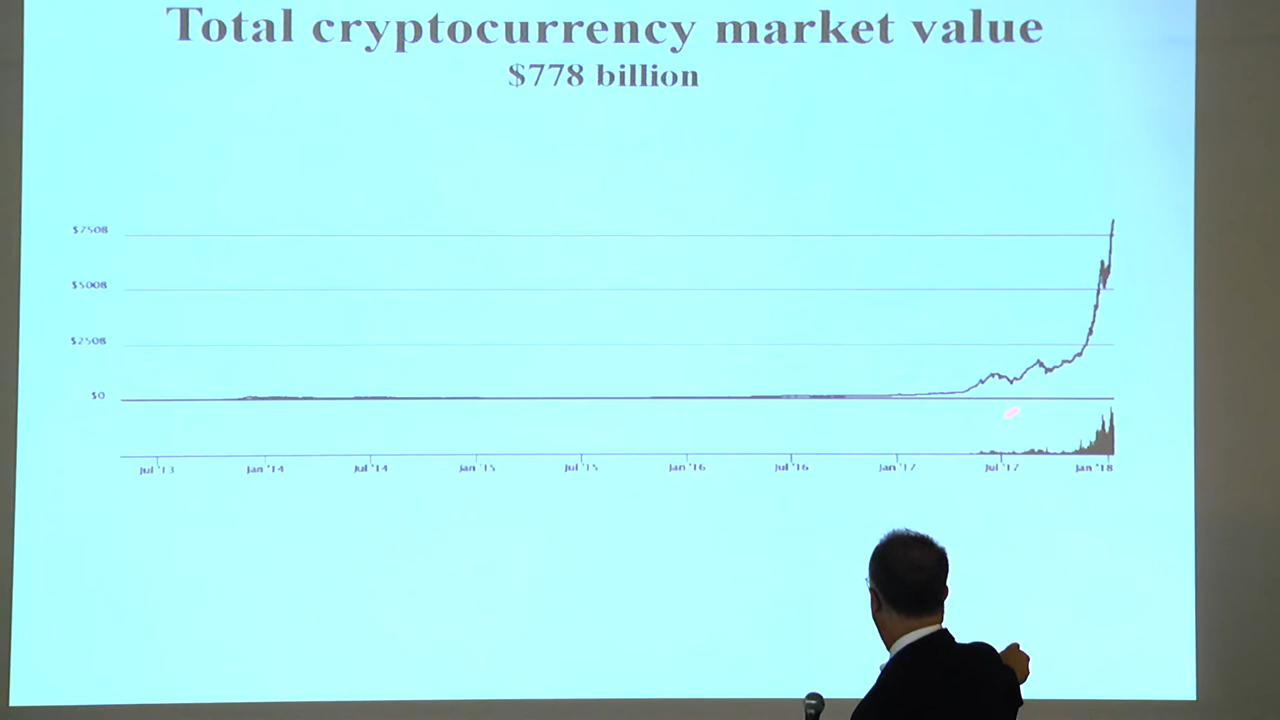 Total cryptocurrency market value
$778 billion
$750B
$500B
$250B
$0
Jul '13
Jan '14
Jul '14
Jan '15
Jul '15
Jan '16
Jul '16
Jan '17
Jul '17
Jan '18